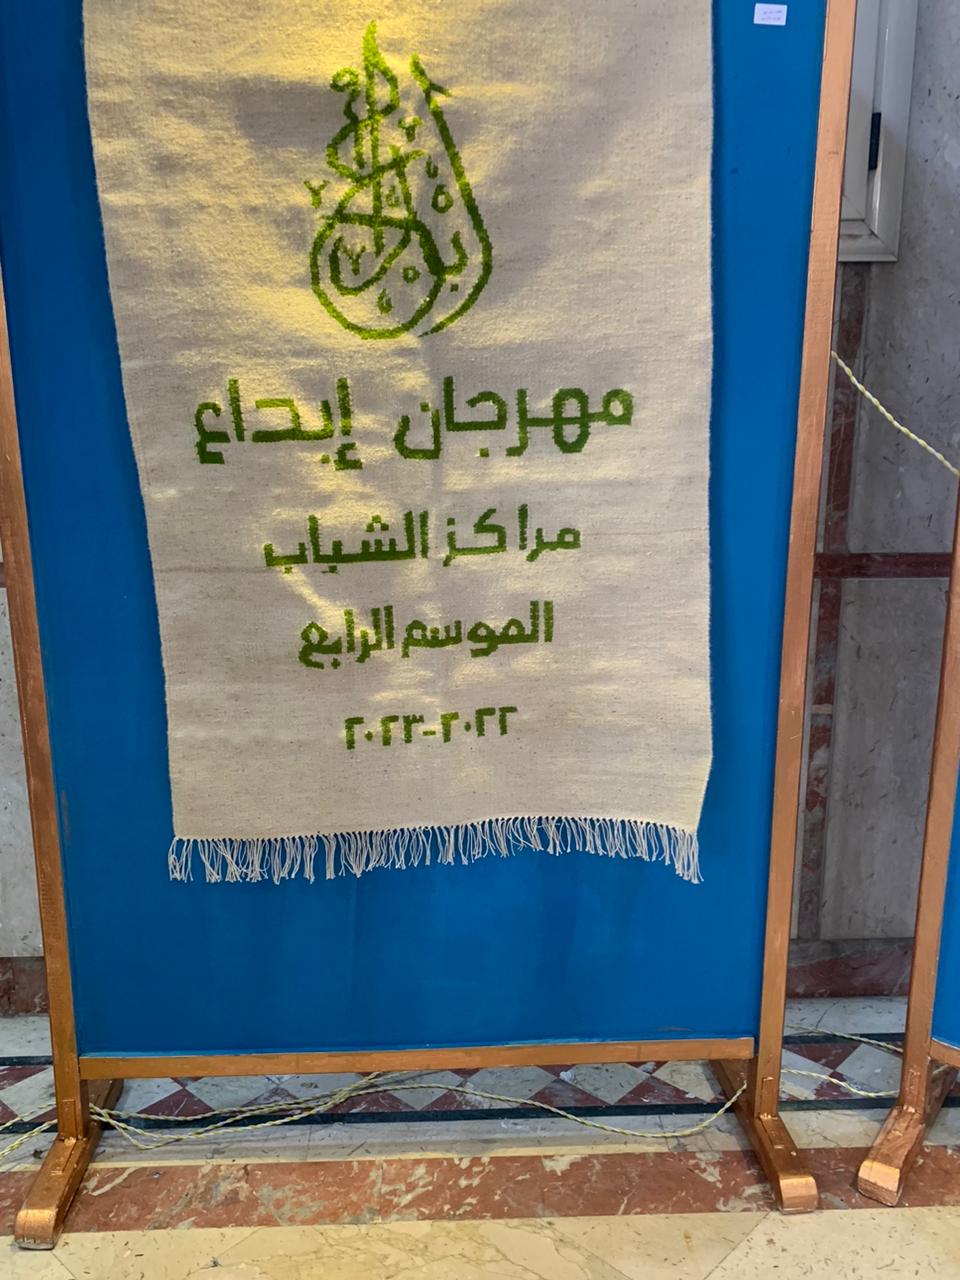 مهرجان إبداع
مراكز الشباب
الموسم الرابع
٢٠٢٢-٢٠٢٣